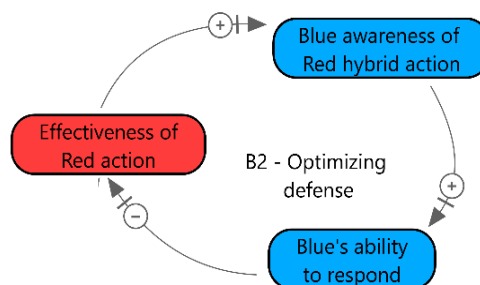 +
Blue awareness of
Red hybrid action
Effectiveness of
Red action
B2 - Optimizing
defense
+
−
Blue's ability
to respond